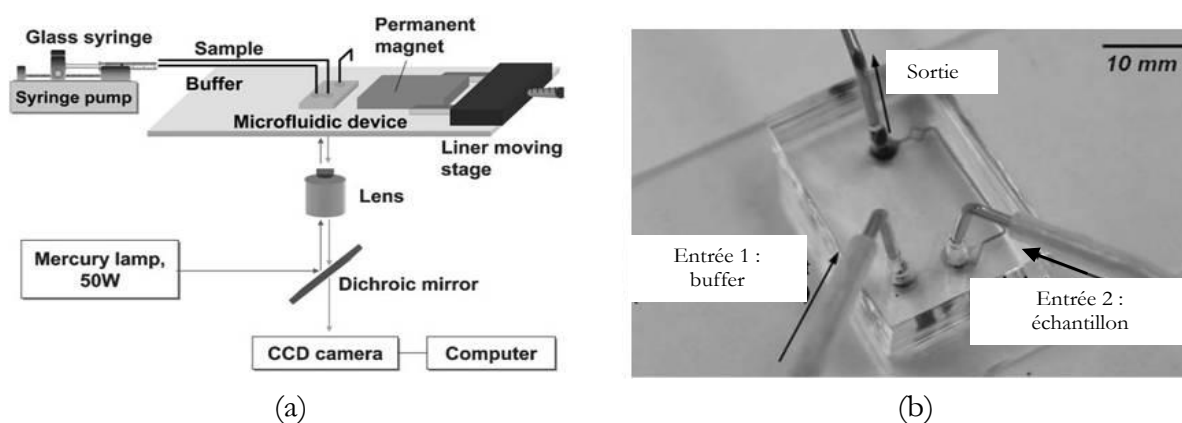 Permanent
magnet
Glass syringe
Sample
Buffer
Syringe pump
Microfluidic device
Liner moving
stage
Lens
Mercury lamp,
50W
Dichroic mirror
CCD camera
Computer
(a)
Sortie
10 mm
Entrée 1 :
buffer
Entrée 2 :
échantillon
(b)